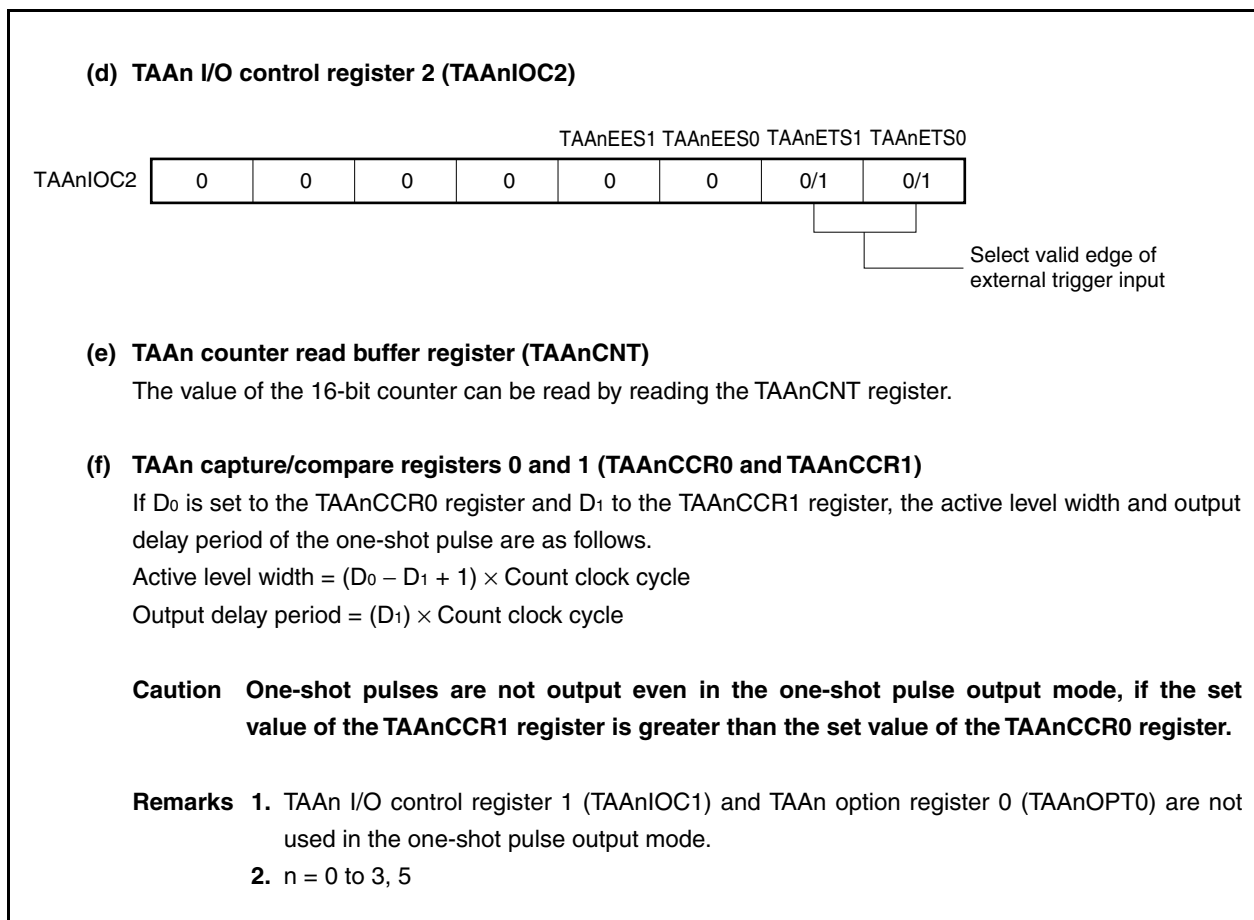 (d) TAAn I/O control register 2 (TAAnIOC2)
TAAnEES1 TAAnEES0 TAAnETS1 TAAnETS0
TAAnIOC2 0 0 0 0 0 0 0/1 0/1
Select valid edge of
external trigger input
(e) TAAn counter read buffer register (TAAnCNT)
The value of the 16-bit counter can be read by reading the TAAnCNT register.
(f) TAAn capture/compare registers 0 and 1 (TAAnCCR0 and TAAnCCR1)
If D0 is set to the TAAnCCR0 register and D1 to the TAAnCCR1 register, the active level width and output
delay period of the one-shot pulse are as follows.
Active level width = (D0 − D1 + 1) × Count clock cycle
Output delay period = (D1) × Count clock cycle
Caution One-shot pulses are not output even in the one-shot pulse output mode, if the set
value of the TAAnCCR1 register is greater than the set value of the TAAnCCR0 register.
Remarks 1. TAAn I/O control register 1 (TAAnIOC1) and TAAn option register 0 (TAAnOPT0) are not
used in the one-shot pulse output mode.
2. n = 0 to 3, 5